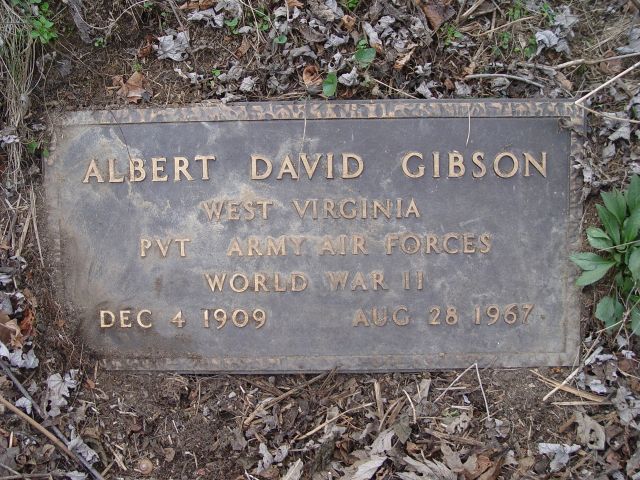 ALBERT DAVID GIBSON
WEST VIRGINIA
PVT ARMY AIR FORCES
WORLD WAR II
DEC 4 1909 AUG 28 1967